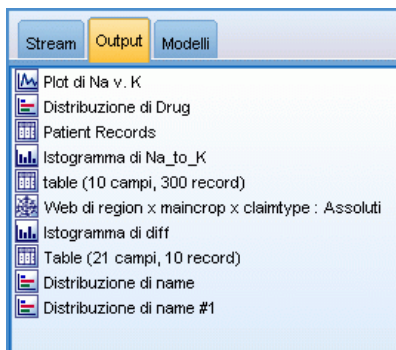 Stream Output Modelli
Plot di Na v. K
Distribuzione di Drug
Patient Records
Istogramma di Na_to_K
table (10 campi, 300 record)
Web di region x maincrop x claimtype : Assoluti
Istogramma di diff
Table (21 campi, 10 record)
Distribuzione di name
Distribuzione di name #1